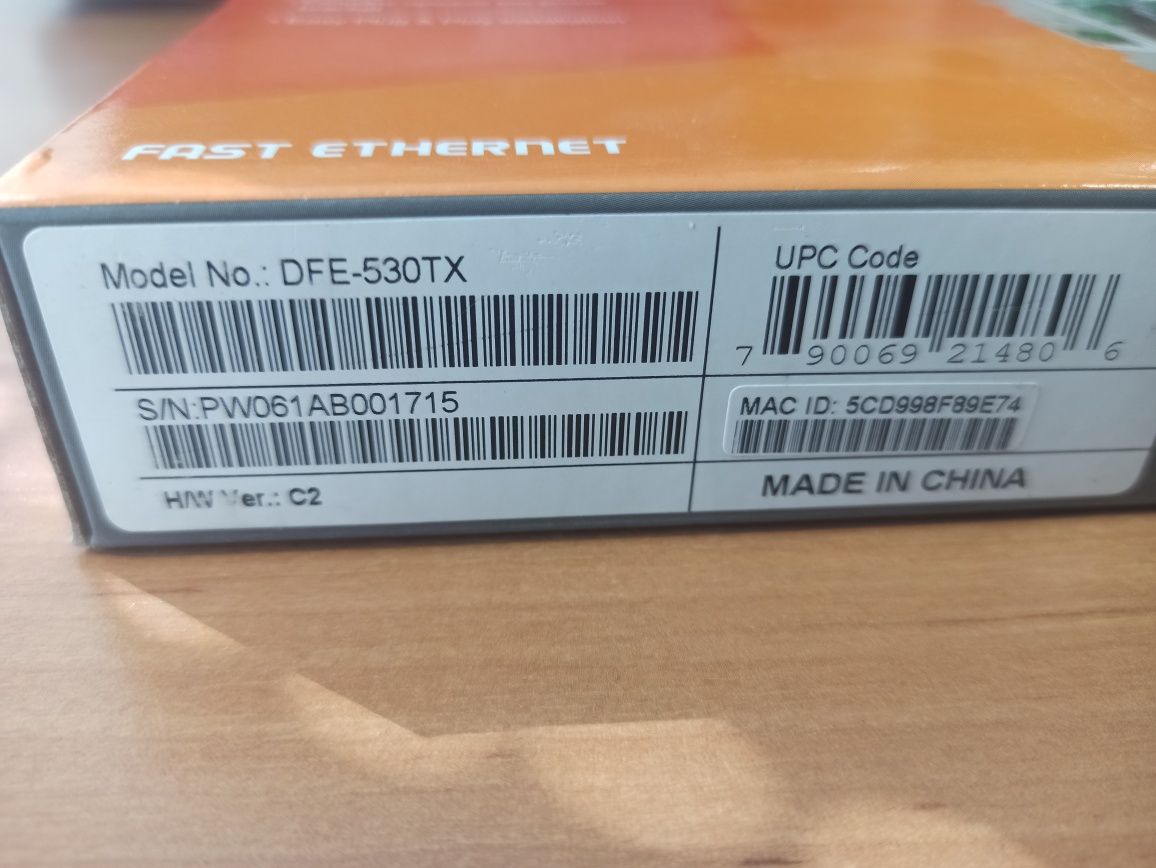 FAST ETHERNET
Model No.: DFE-530TX
S/N:PW061AB001715
H/W Ver.: C2
UPC Code
7 90069 21480 6
MAC ID: 5CD998F89E74
MADE IN CHINA